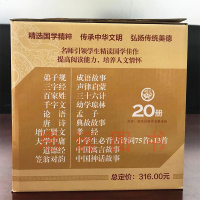 精选国学精粹 传承中华文明 弘扬传统美德
名师引领学生精读国学佳作
提高阅读能力、培养人文情怀
弟子规 成语故事
三字经 声律启蒙
百家姓 三十六计
千字文 幼学琼林
论语 孟子
唐诗 典故故事
增广贤文 孝经
大学中庸 小学生必背古诗词75首+13首
道德经 中国寓言故事
笠翁对韵 中国神话故事
20册
总定价：316.00元